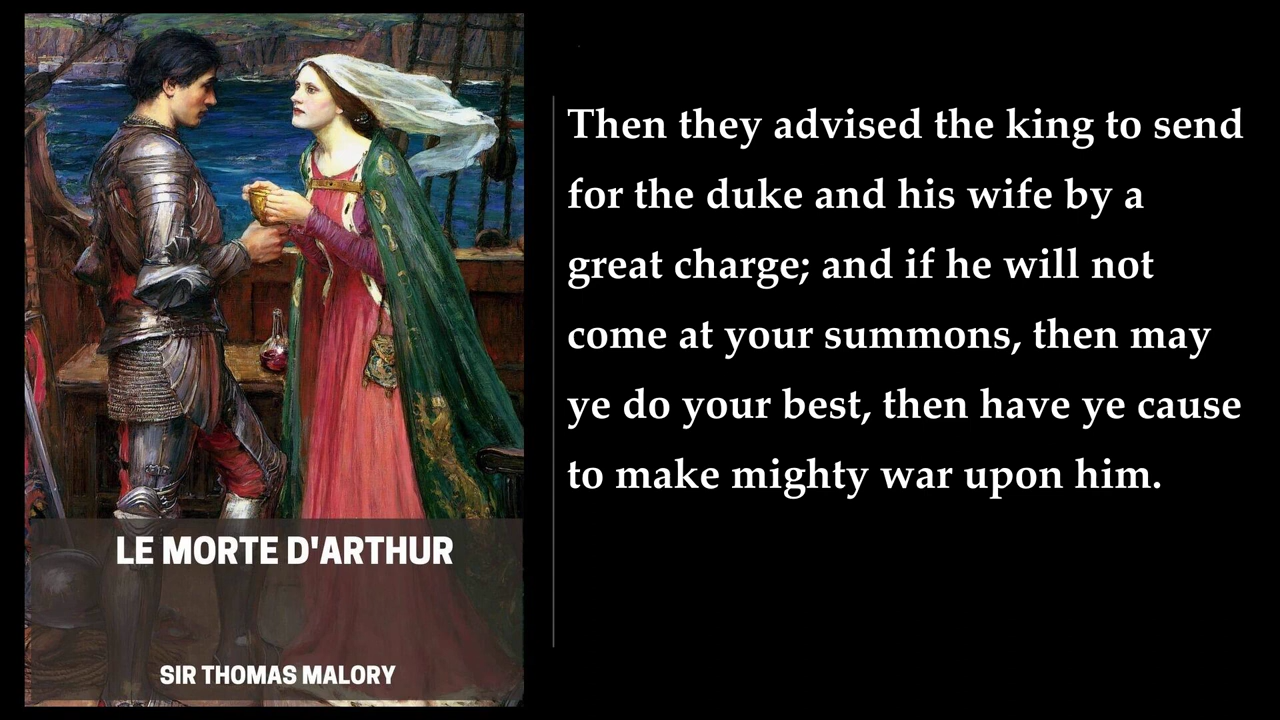 LE MORTE D'ARTHUR
SIR THOMAS MALORY
Then they advised the king to send
for the duke and his wife by a
great charge; and if he will not
come at your summons, then may
ye do your best, then have ye cause
to make mighty war upon him.